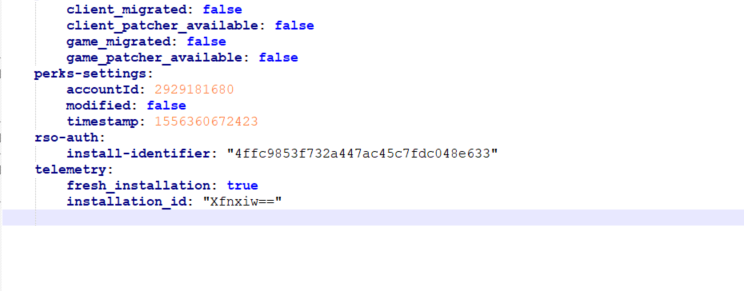 client_migrated: false
client_patcher_available: false
game_migrated: false
game_patcher_available: false
perks-settings:
accountId: 2929181680
modified: false
timestamp: 1556360672423
rso-auth:
install-identifier: "4ffc9853f732a447ac45c7fdc048e633"
telemetry:
fresh_installation: true
installation_id: "Xfnxiw=="